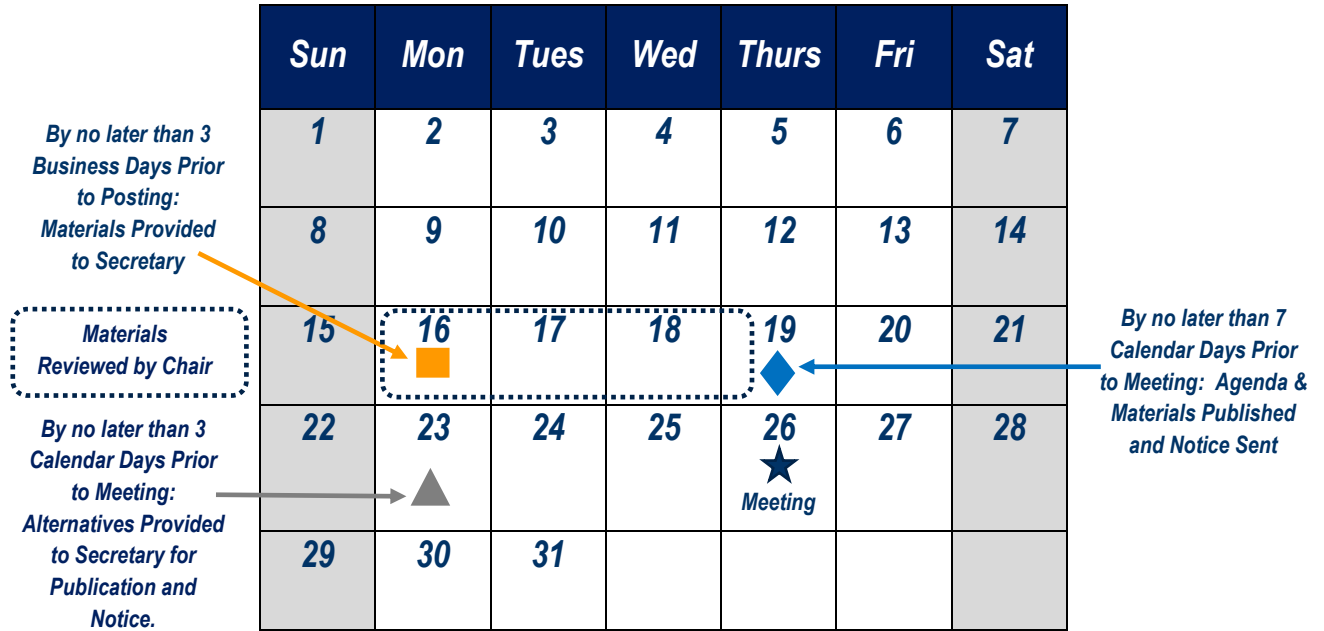 Sun Mon Tues Wed Thurs Fri Sat
By no later than 3
Business Days Prior
to Posting:
Materials Provided
to Secretary
1 2 3 4 5 6 7
8 9 10 11 12 13 14
Materials
Reviewed by Chair
15 16 17 18 19 20 21
By no later than 7
Calendar Days Prior
to Meeting: Agenda &
Materials Published
and Notice Sent
By no later than 3
Calendar Days Prior
to Meeting:
Alternatives Provided
to Secretary for
Publication and
Notice.
22 23 24 25 26 27 28
Meeting
29 30 31